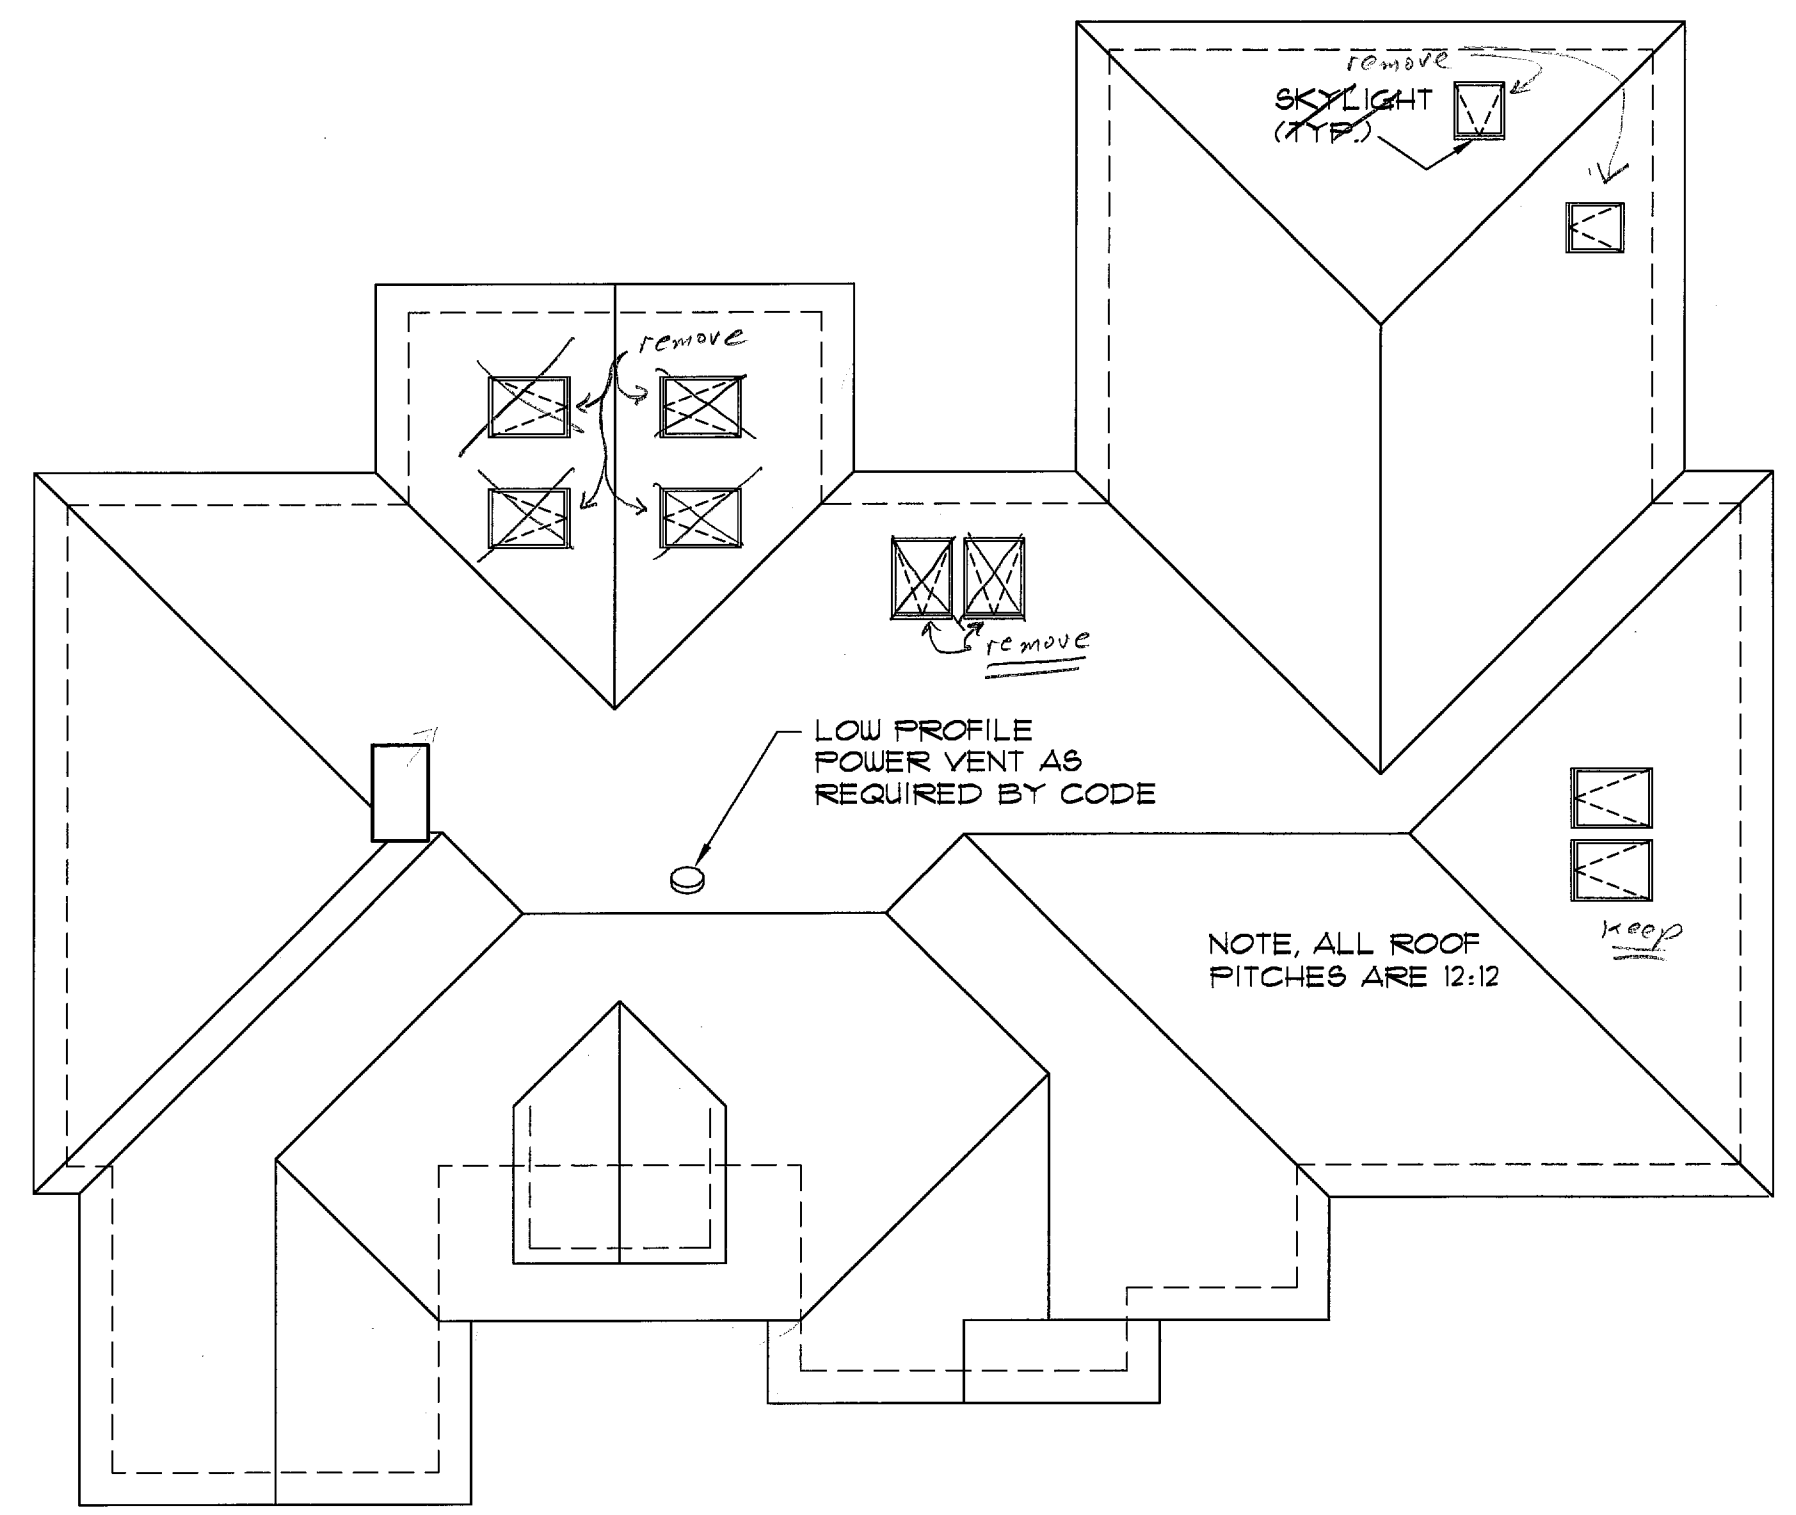 remove
SKYLIGHT
(TYP.)
remove
remove
LOW PROFILE
POWER VENT AS
REQUIRED BY CODE
keep
NOTE, ALL ROOF
PITCHES ARE 12:12